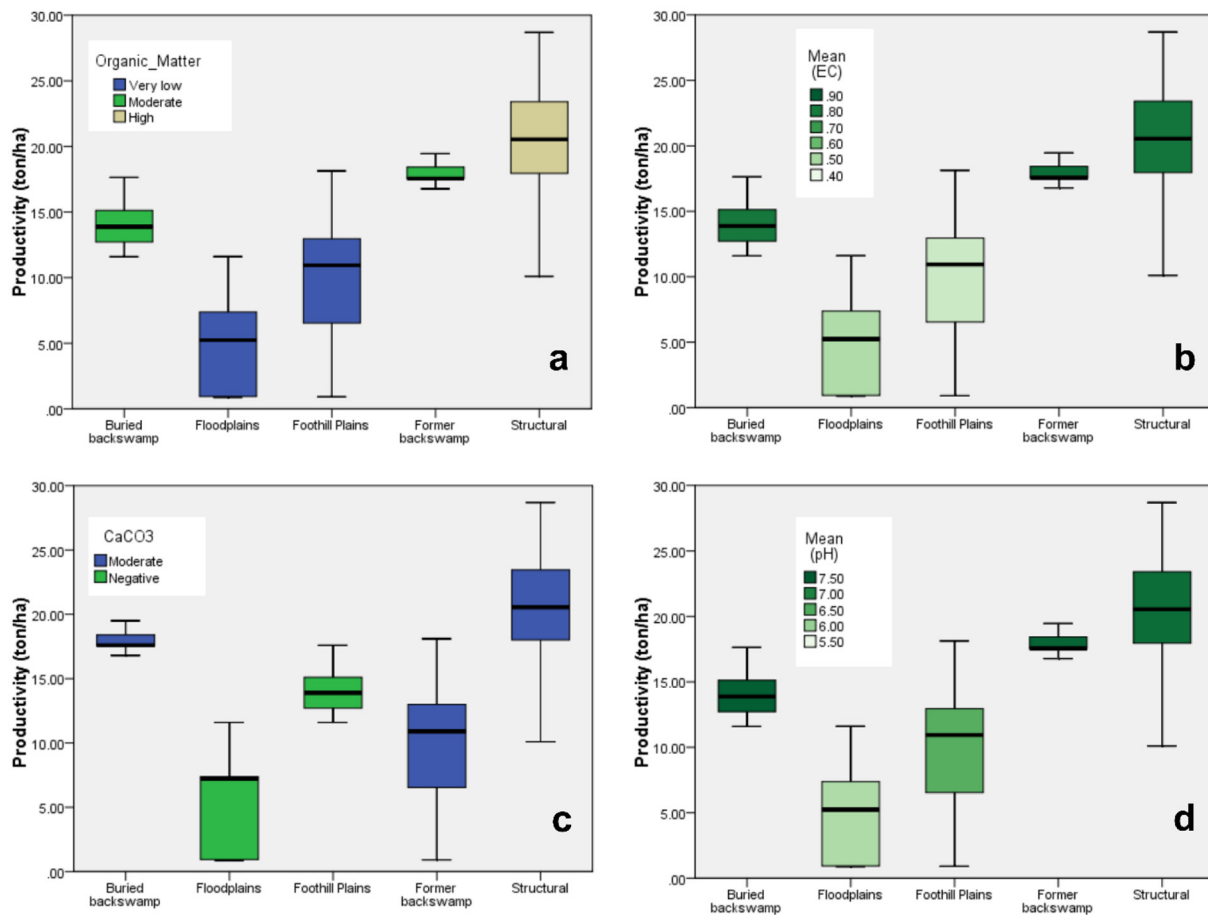 Productivity (ton/ha)
30.00
25.00
20.00
15.00
10.00
5.00
.00
Organic_Matter
Very low
Moderate
High
a
Buried
backswamp
Floodplains
Foothill Plains
Former
backswamp
Structural
Productivity (ton/ha)
30.00
25.00
20.00
15.00
10.00
5.00
.00
Mean
(EC)
.90
.80
.70
.60
.50
.40
b
Buried
backswamp
Floodplains
Foothill Plains
Former
backswamp
Structural
Productivity (ton/ha)
30.00
25.00
20.00
15.00
10.00
5.00
.00
CaCO3
Moderate
Negative
c
Buried
backswamp
Floodplains
Foothill Plains
Former
backswamp
Structural
Productivity (ton/ha)
30.00
25.00
20.00
15.00
10.00
5.00
.00
Mean
(pH)
7.50
7.00
6.50
6.00
5.50
d
Buried
backswamp
Floodplains
Foothill Plains
Former
backswamp
Structural